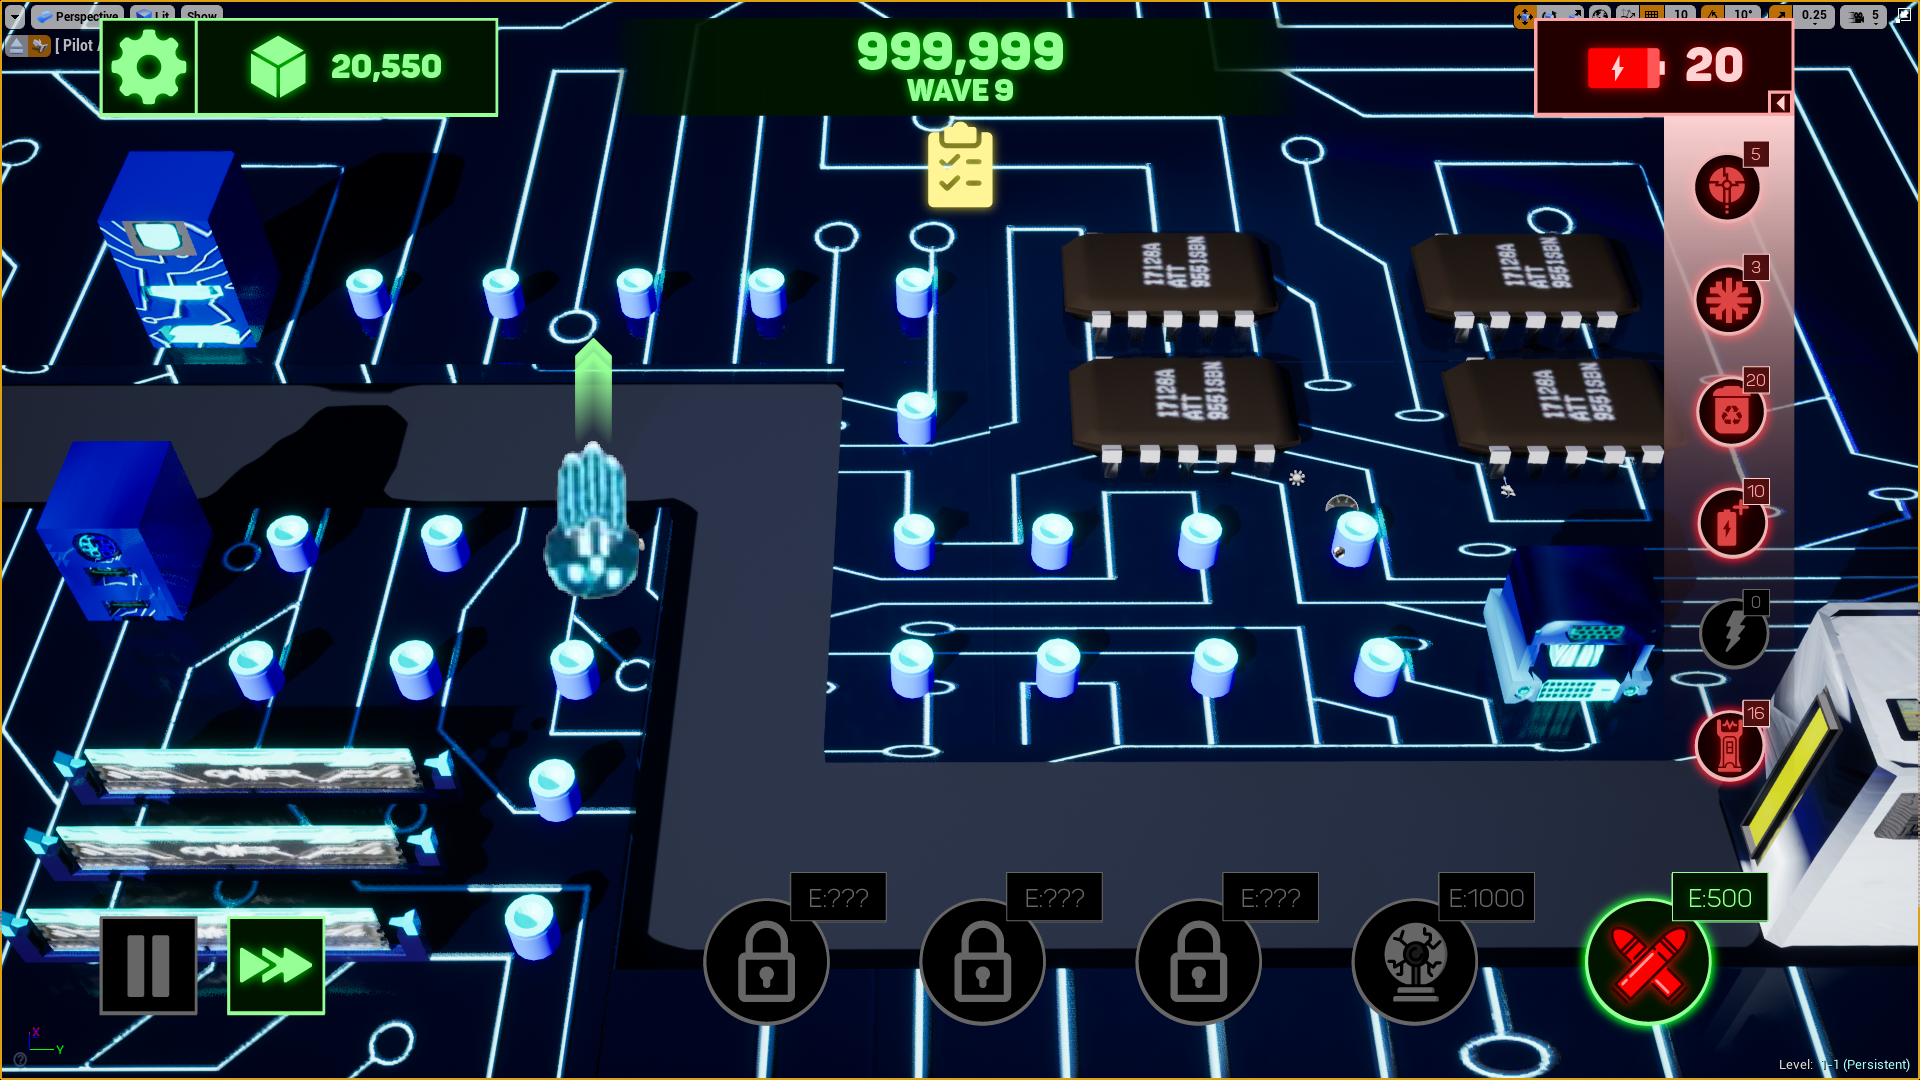 Perspective
Lit
Show
10
10°
0.25
5
[ Pilot
20,550
999,999
WAVE 9
20
5
3
20
10
0
16
17128A
ATT
9551SBN
17128A
ATT
9551SBN
17128A
ATT
9551SBN
17128A
ATT
9551SBN
E:???
E:???
E:???
E:1000
E:500
X
Y
Level: 1-1 (Persistent)